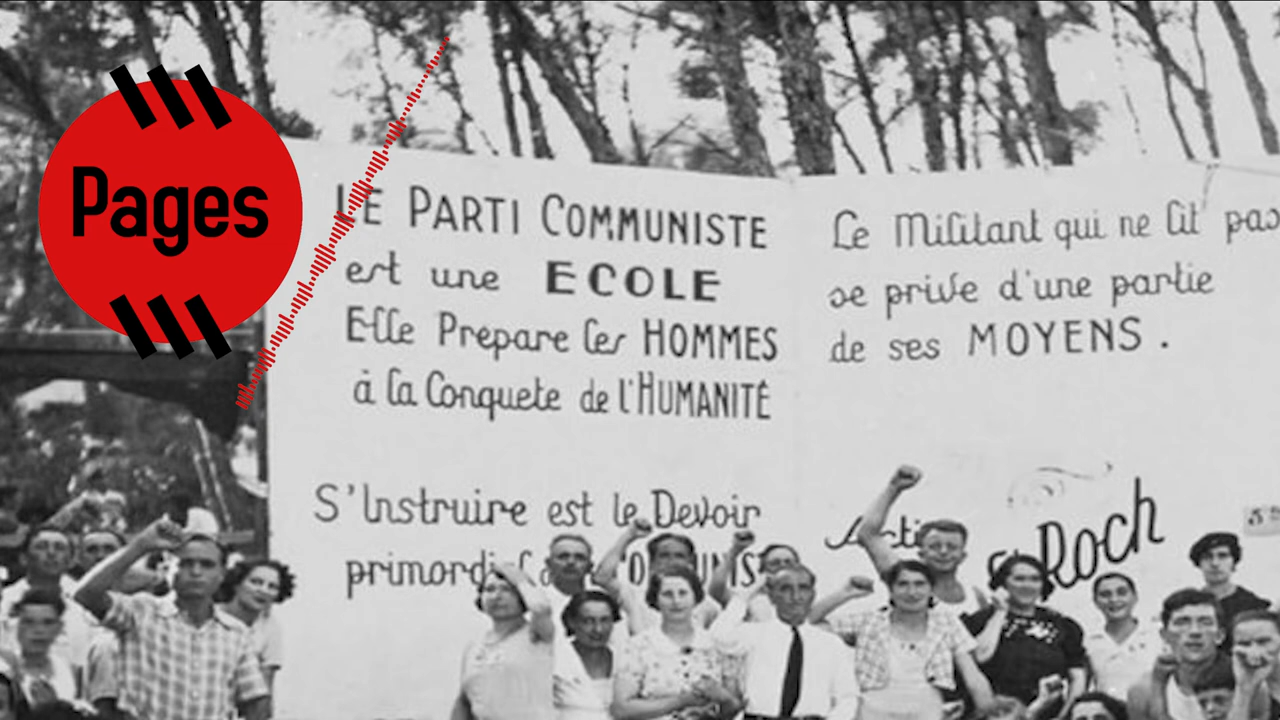 Pages
LE PARTI COMMUNISTE
est une ECOLE
Elle Prepare les HOMMES
à la Conquete de l'HUMANITÉ
S'Instruire est le Devoir
Le Militant qui ne lit pas
se prive d'une partie
de ses MOYENS.
Roch